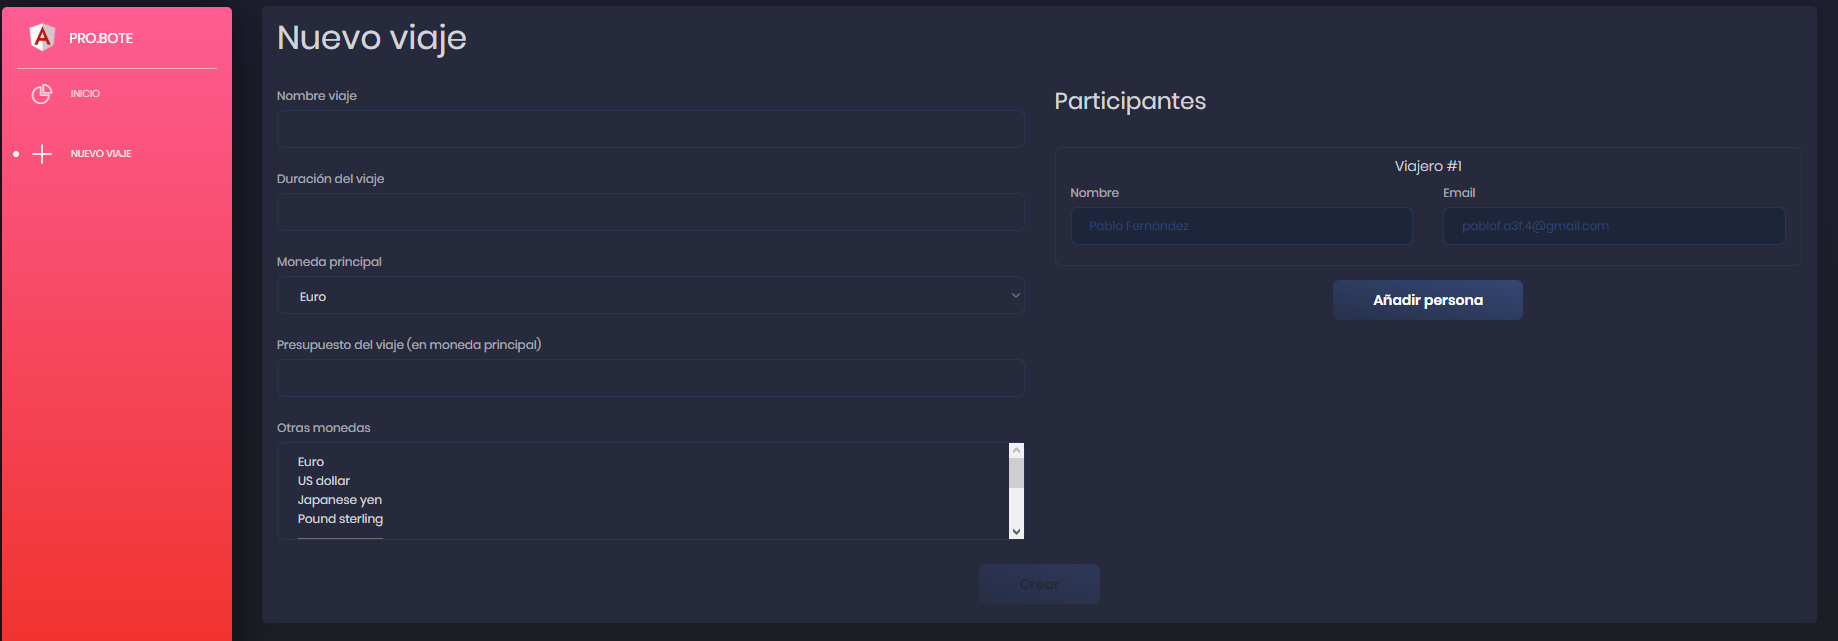 PRO.BOTE
INICIO
NUEVO VIAJE
Nuevo viaje
Nombre viaje
Duración del viaje
Moneda principal
Euro
Presupuesto del viaje (en moneda principal)
Otras monedas
Euro
US dollar
Japanese yen
Pound sterling
Participantes
Viajero #1
Nombre
Email
Pablo Fernández
pablof.a3f.4@gmail.com
Añadir persona
Crear